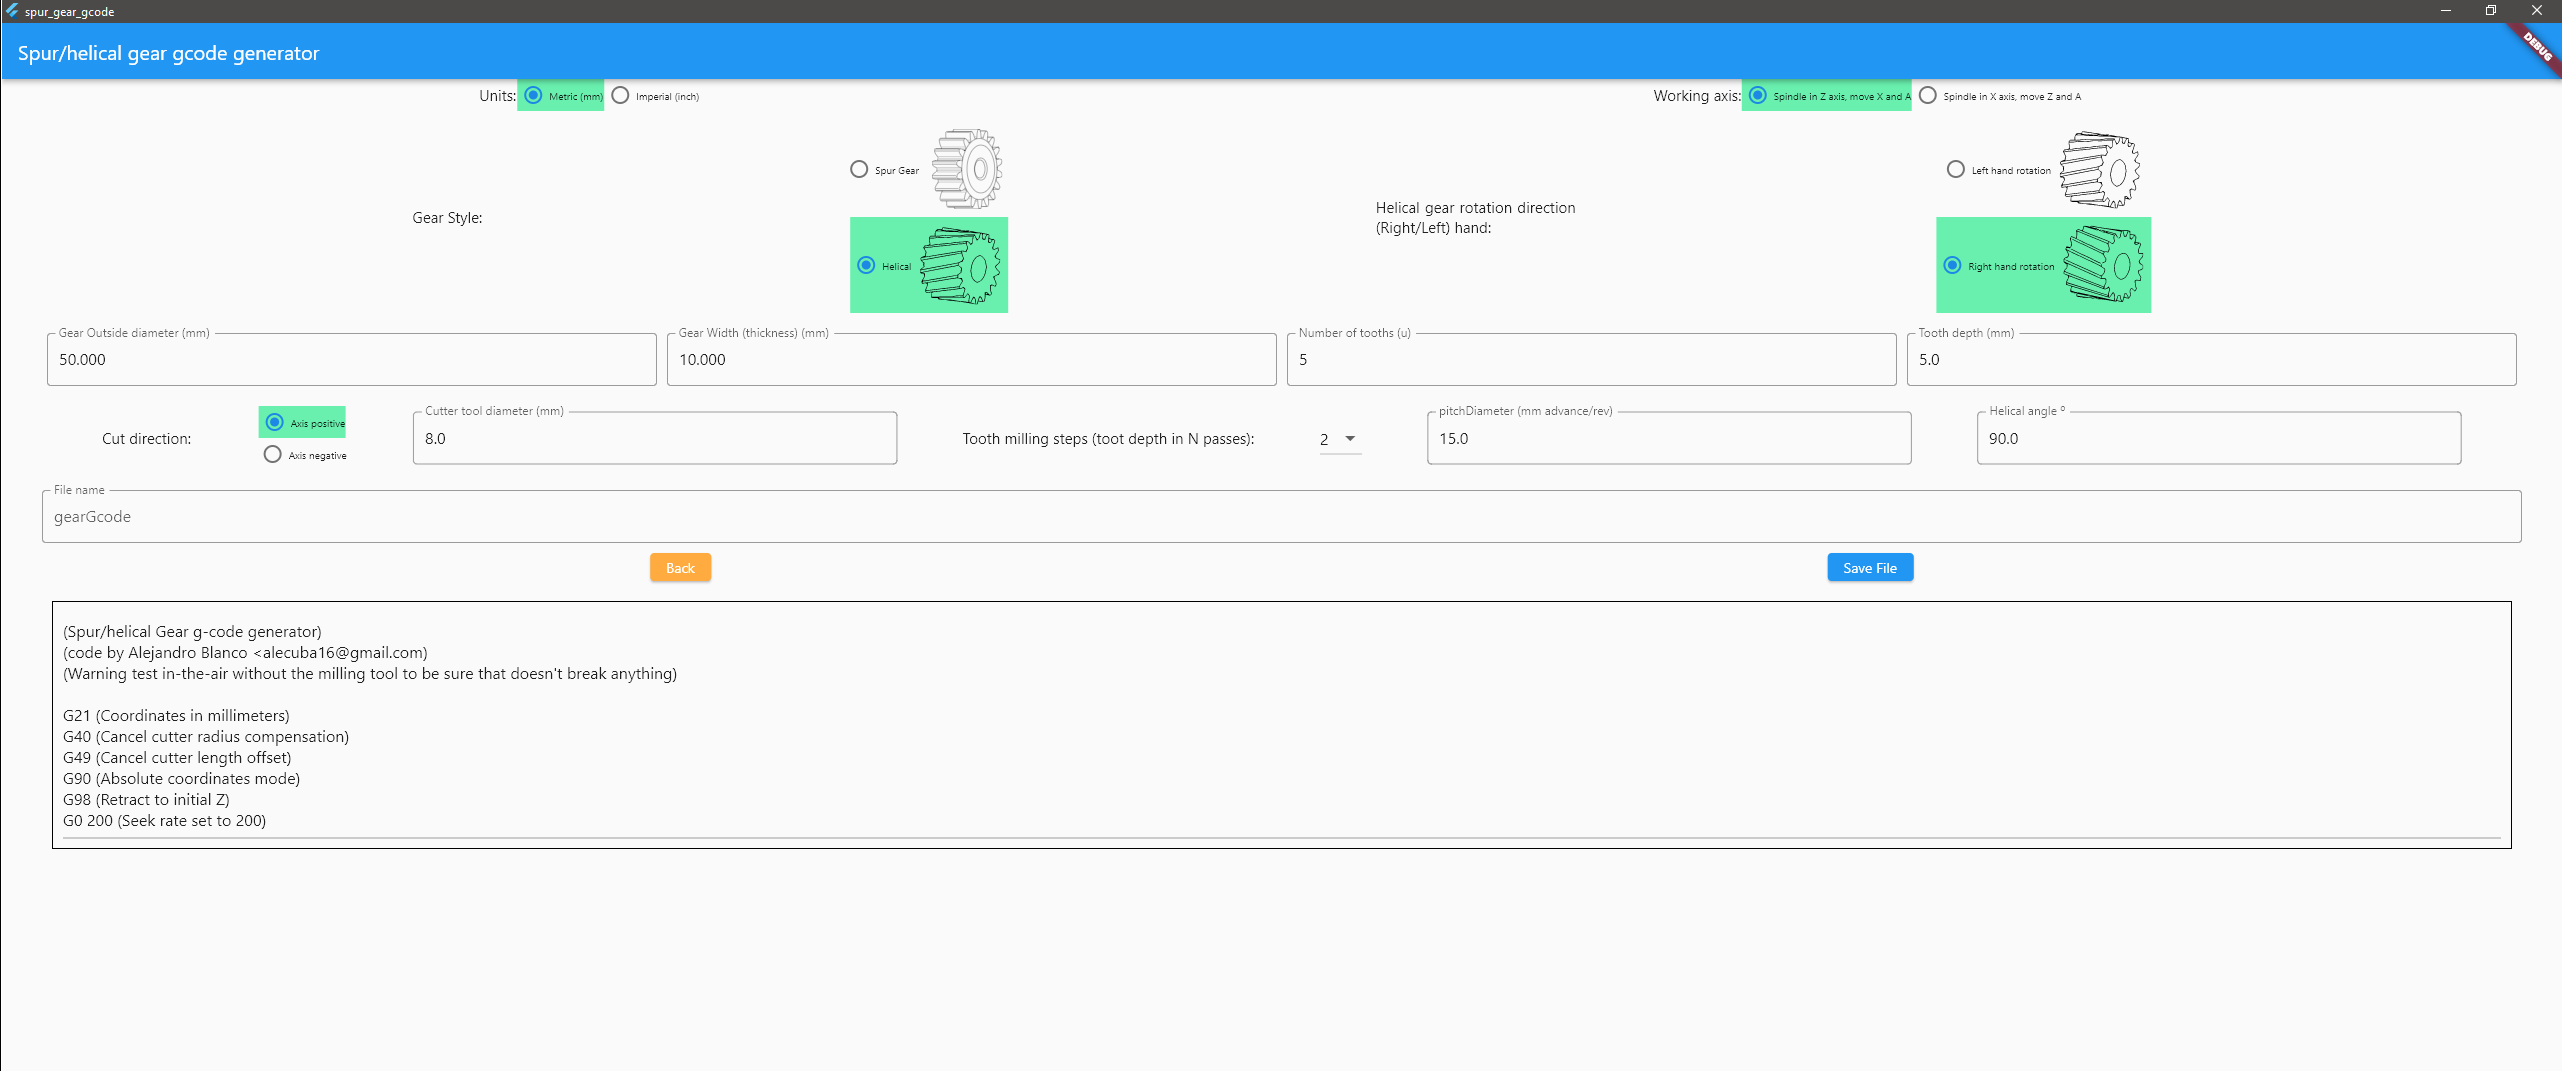 spur_gear_gcode
Spur/helical gear gcode generator
DEBUG
Units: Metric (mm) Imperial (inch)
Working axis: Spindle in Z axis, move X and A Spindle in X axis, move Z and A
Gear Style:
Spur Gear
Helical
Helical gear rotation direction
(Right/Left) hand:
Left hand rotation
Right hand rotation
Gear Outside diameter (mm)
50.000
Gear Width (thickness) (mm)
10.000
Number of tooths (u)
5
Tooth depth (mm)
5.0
Cut direction:
Axis positive
Axis negative
Cutter tool diameter (mm)
8.0
Tooth milling steps (toot depth in N passes): 2
pitchDiameter (mm advance/rev)
15.0
Helical angle º
90.0
File name
gearGcode
Back
Save File
(Spur/helical Gear g-code generator)
(code by Alejandro Blanco <alecuba16@gmail.com)
(Warning test in-the-air without the milling tool to be sure that doesn't break anything)
G21 (Coordinates in millimeters)
G40 (Cancel cutter radius compensation)
G49 (Cancel cutter length offset)
G90 (Absolute coordinates mode)
G98 (Retract to initial Z)
G0 200 (Seek rate set to 200)